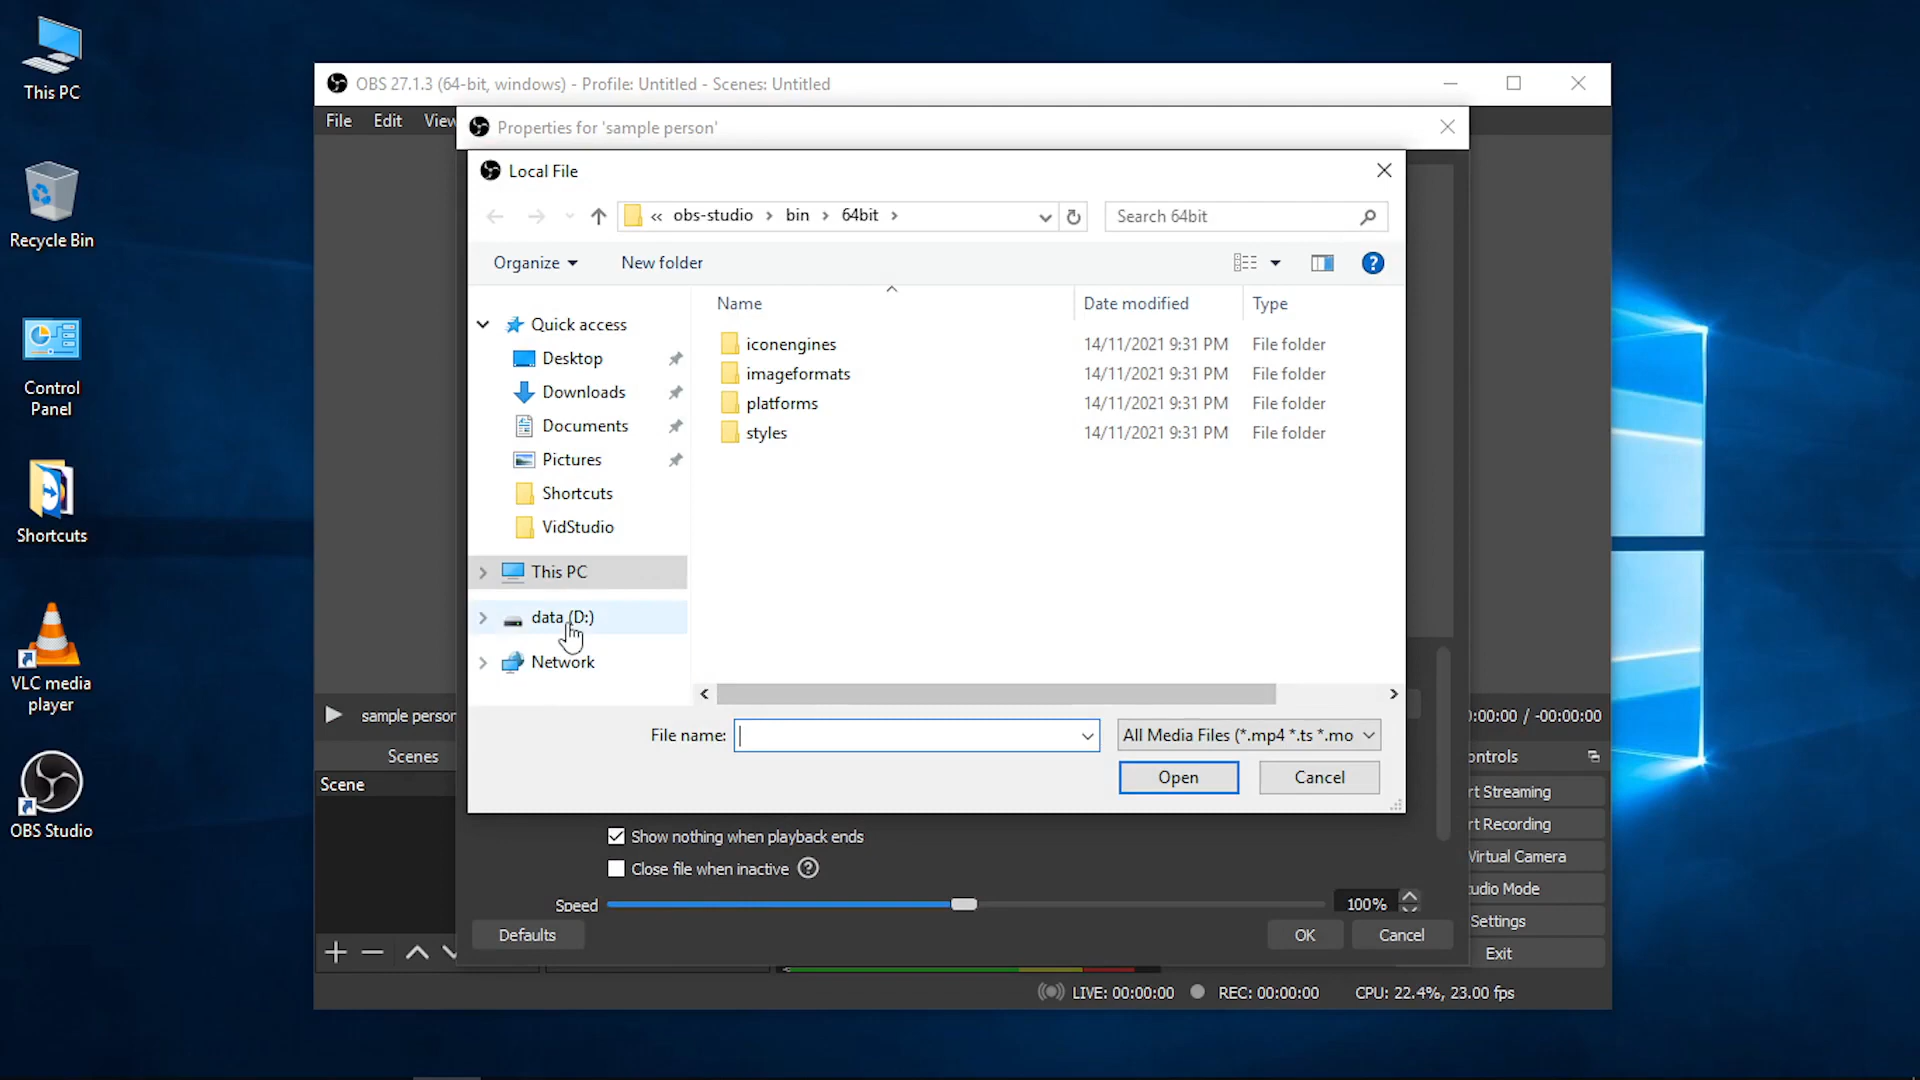 This PC
Recycle Bin
Control
Panel
Shortcuts
VLC media
player
OBS Studio
OBS 27.1.3 (64-bit, windows) - Profile: Untitled - Scenes: Untitled
File Edit View
Properties for 'sample person'
Local File
« obs-studio › bin › 64bit ›
Search 64bit
Organize
New folder
Name Date modified Type
Quick access
Desktop
Downloads
Documents
Pictures
Shortcuts
VidStudio
This PC
data (D:)
Network
iconengines 14/11/2021 9:31 PM File folder
imageformats 14/11/2021 9:31 PM File folder
platforms 14/11/2021 9:31 PM File folder
styles 14/11/2021 9:31 PM File folder
File name:
All Media Files (*.mp4 *.ts *.mo
Open
Cancel
sample person
:00:00 / -00:00:00
Scenes
Scene
Show nothing when playback ends
Close file when inactive ?
Speed
100%
Defaults
OK
Cancel
ontrols
rt Streaming
rt Recording
Virtual Camera
udio Mode
Settings
Exit
LIVE: 00:00:00
REC: 00:00:00
CPU: 22.4%, 23.00 fps